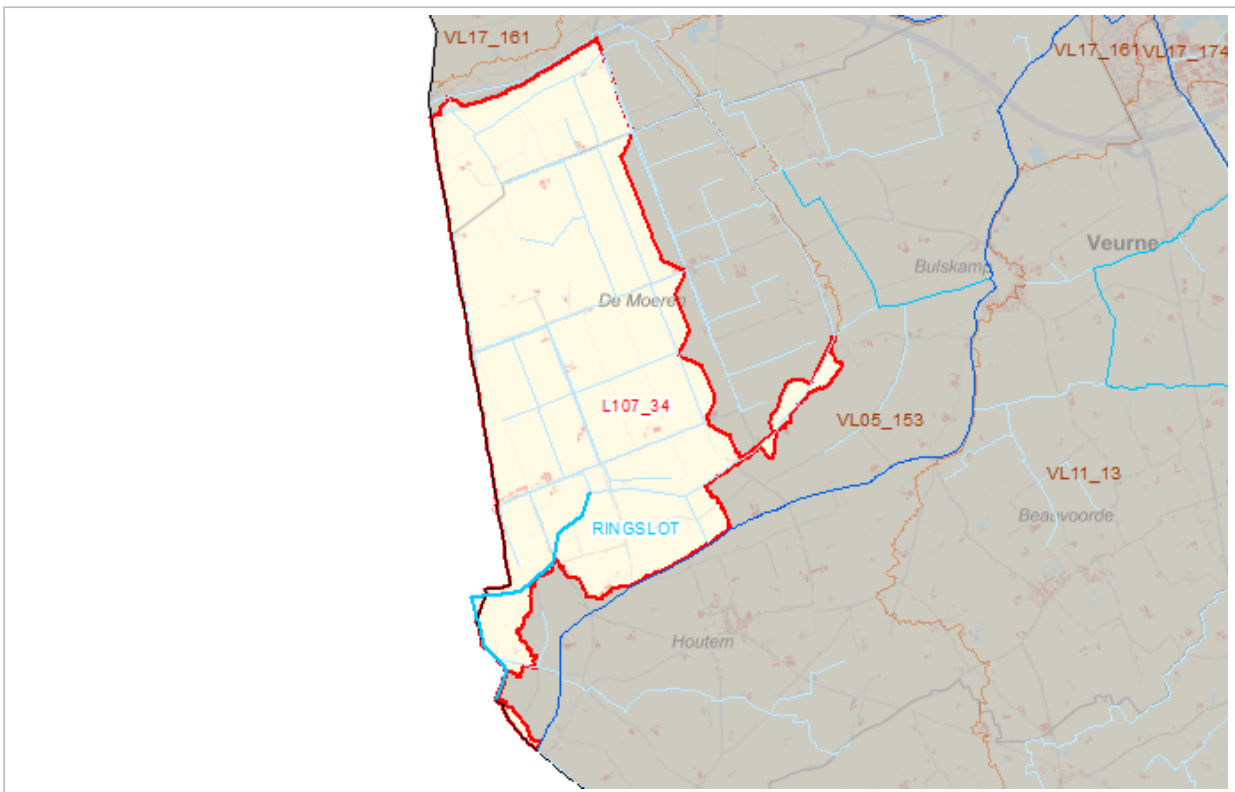 VL17_161
VL17_161
VL17_174
Veurne
Bulskamp
De Moeren
L107_34
VL05_153
VL11_13
Beauvoorde
RINGSLOT
Houtem